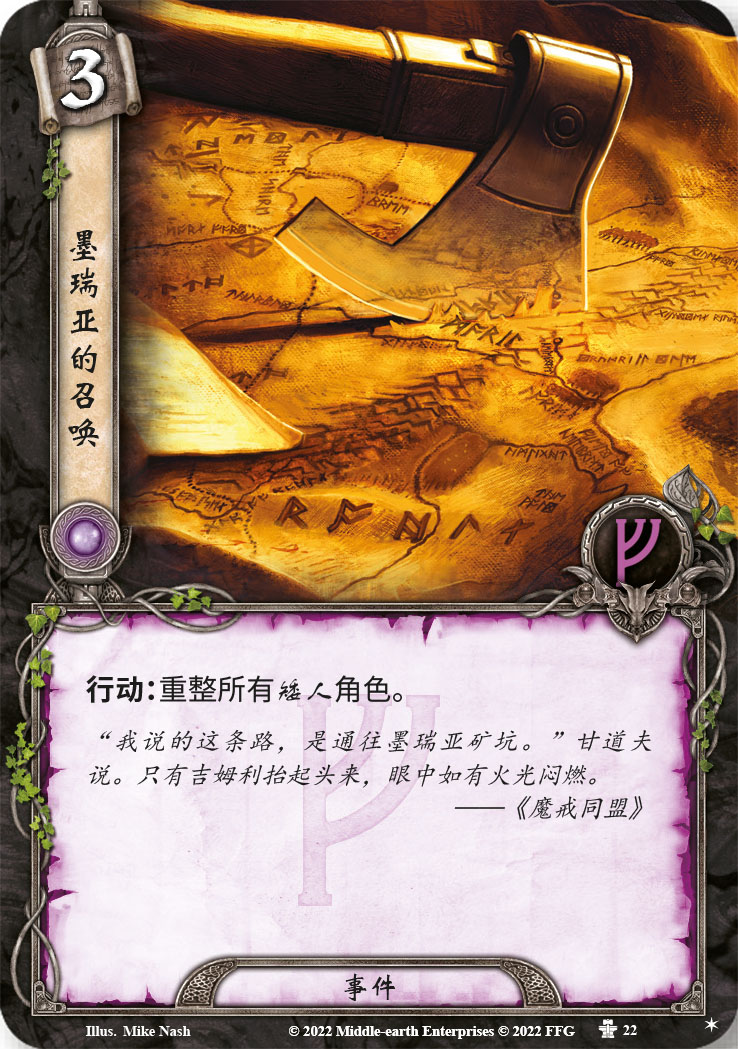 3
墨瑞亚的召唤
行动：重整所有矮人角色。
“我说的这条路，是通往墨瑞亚矿坑。”甘道夫
说。只有吉姆利抬起头来，眼中如有火光闷燃。
——《魔戒同盟》
事件
Illus. Mike Nash © 2022 Middle-earth Enterprises © 2022 FFG 22